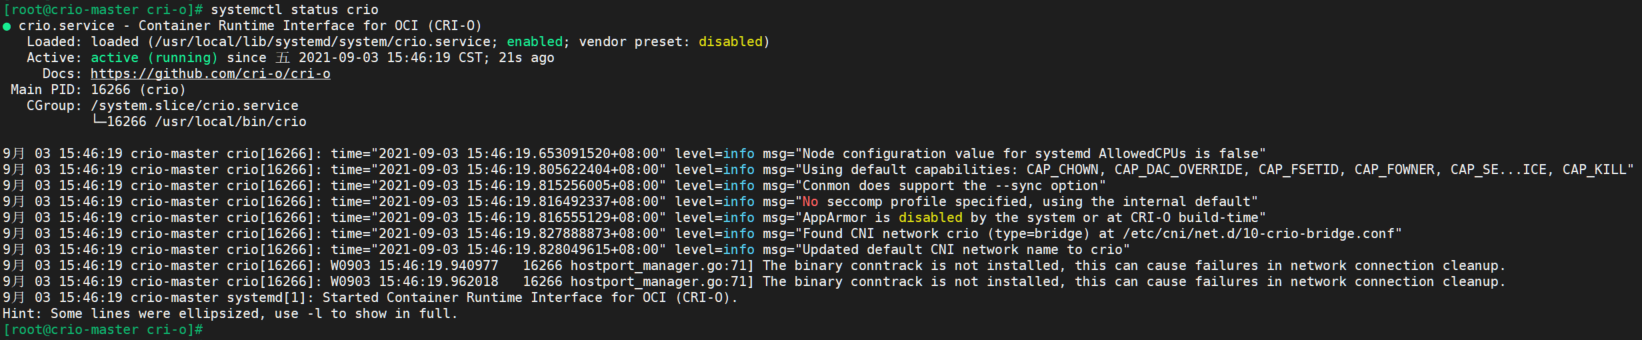 [root@crio-master cri-o]# systemctl status crio
● crio.service - Container Runtime Interface for OCI (CRI-O)
   Loaded: loaded (/usr/local/lib/systemd/system/crio.service; enabled; vendor preset: disabled)
   Active: active (running) since 五 2021-09-03 15:46:19 CST; 21s ago
     Docs: https://github.com/cri-o/cri-o
 Main PID: 16266 (crio)
   CGroup: /system.slice/crio.service
           └─16266 /usr/local/bin/crio
9月 03 15:46:19 crio-master crio[16266]: time="2021-09-03 15:46:19.653091520+08:00" level=info msg="Node configuration value for systemd AllowedCPUs is false"
9月 03 15:46:19 crio-master crio[16266]: time="2021-09-03 15:46:19.805622404+08:00" level=info msg="Using default capabilities: CAP_CHOWN, CAP_DAC_OVERRIDE, CAP_FSETID, CAP_FOWNER, CAP_SE...ICE, CAP_KILL"
9月 03 15:46:19 crio-master crio[16266]: time="2021-09-03 15:46:19.815256005+08:00" level=info msg="Conmon does support the --sync option"
9月 03 15:46:19 crio-master crio[16266]: time="2021-09-03 15:46:19.816492337+08:00" level=info msg="No seccomp profile specified, using the internal default"
9月 03 15:46:19 crio-master crio[16266]: time="2021-09-03 15:46:19.816555129+08:00" level=info msg="AppArmor is disabled by the system or at CRI-O build-time"
9月 03 15:46:19 crio-master crio[16266]: time="2021-09-03 15:46:19.827888873+08:00" level=info msg="Found CNI network crio (type=bridge) at /etc/cni/net.d/10-crio-bridge.conf"
9月 03 15:46:19 crio-master crio[16266]: time="2021-09-03 15:46:19.828049615+08:00" level=info msg="Updated default CNI network name to crio"
9月 03 15:46:19 crio-master crio[16266]: W0903 15:46:19.940977   16266 hostport_manager.go:71] The binary conntrack is not installed, this can cause failures in network connection cleanup.
9月 03 15:46:19 crio-master crio[16266]: W0903 15:46:19.962018   16266 hostport_manager.go:71] The binary conntrack is not installed, this can cause failures in network connection cleanup.
9月 03 15:46:19 crio-master systemd[1]: Started Container Runtime Interface for OCI (CRI-O).
Hint: Some lines were ellipsized, use -l to show in full.
[root@crio-master cri-o]#